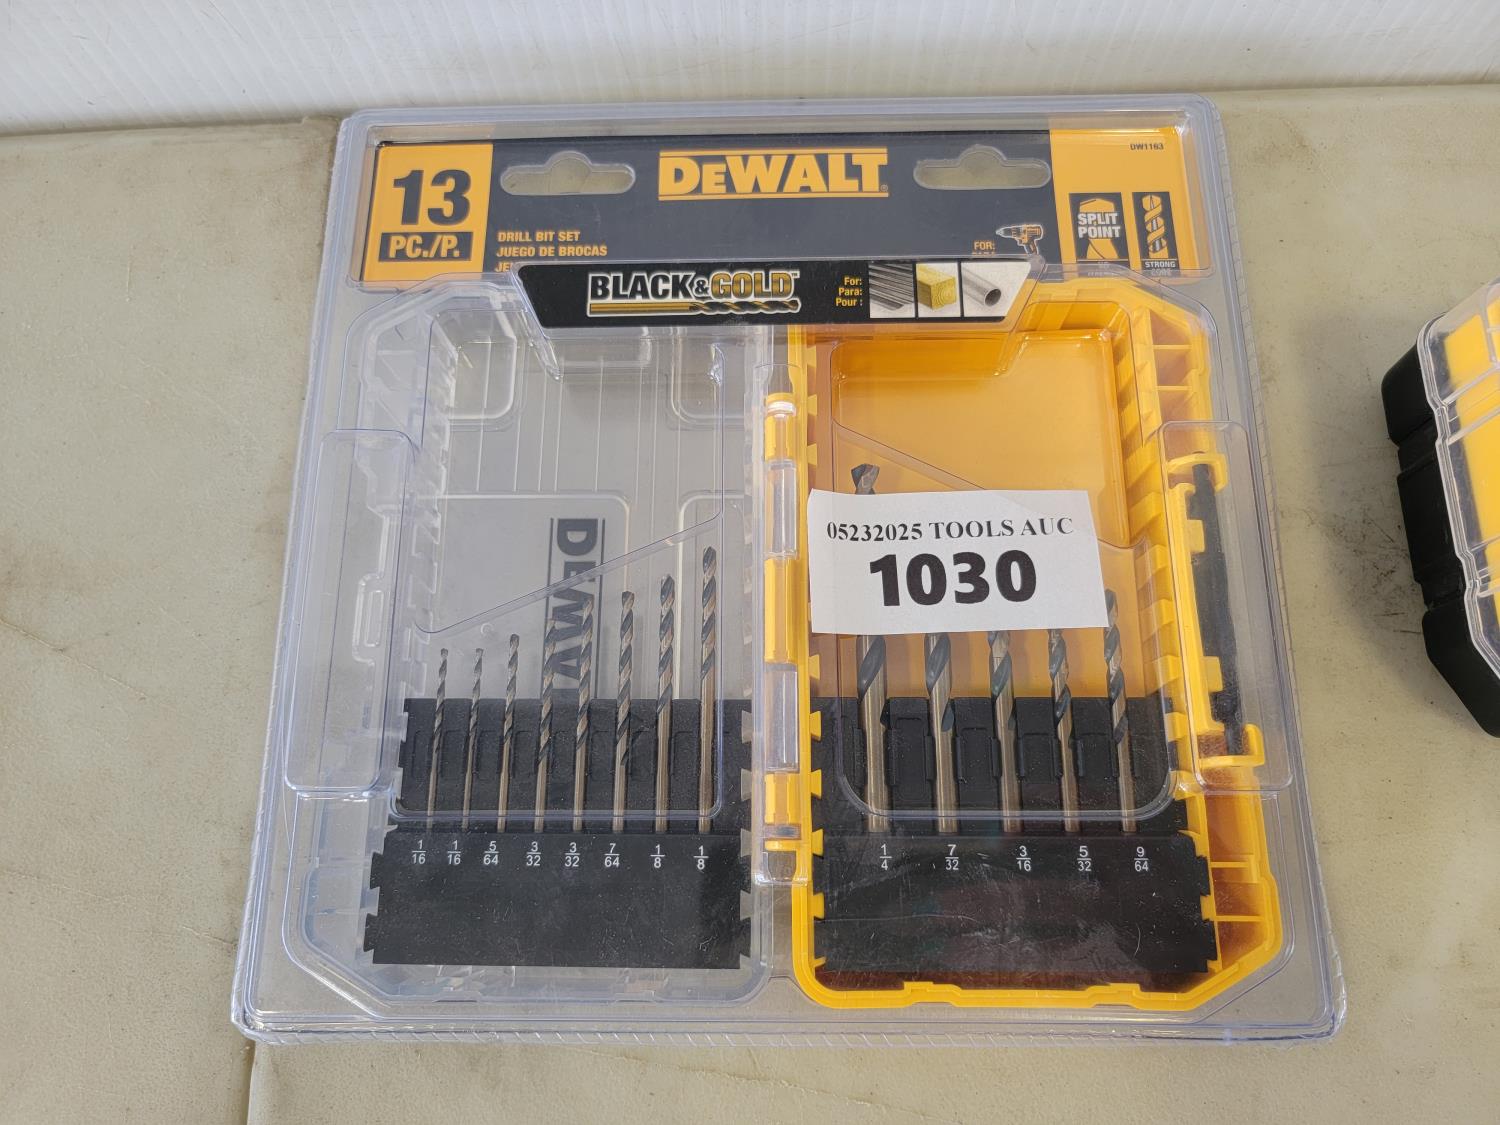 13
PC./P.
DEWALT
DRILL BIT SET
JUEGO DE BROCAS
FOR:
DW1163
SPLIT
POINT
STRONG
CORE
BLACK&GOLD™
For:
Para:
Pour :
DEWALT
05232025 TOOLS AUC
1030
1/16 1/16 5/64 3/32 3/32 7/64 1/8 1/8
1/4 7/32 3/16 5/32 9/64